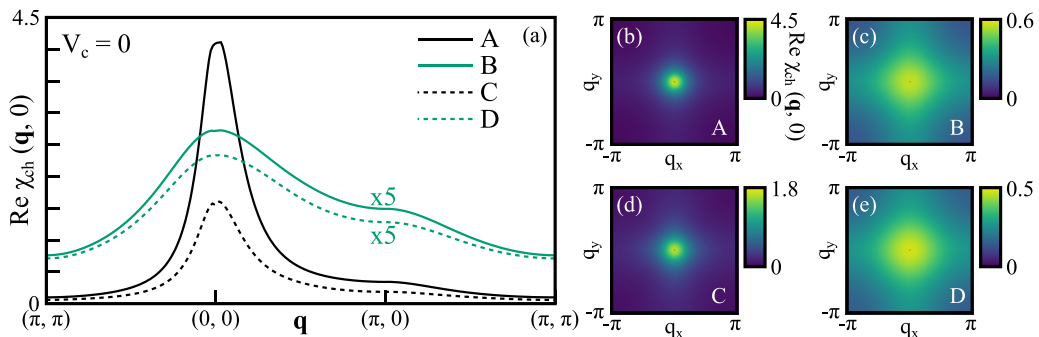 4.5
V_c = 0
(a)
A
B
C
D
x5
x5
Re χ_ch (q, 0)
0
(π, π)
(0, 0)
q
(π, 0)
(π, π)
π
(b)
q_y
-π
A
-π
q_x
π
4.5
0
Re χ_ch (q, 0)
(c)
π
q_y
-π
B
-π
q_x
π
0.6
0
(d)
π
q_y
-π
C
-π
q_x
π
1.8
0
(e)
π
q_y
-π
D
-π
q_x
π
0.5
0